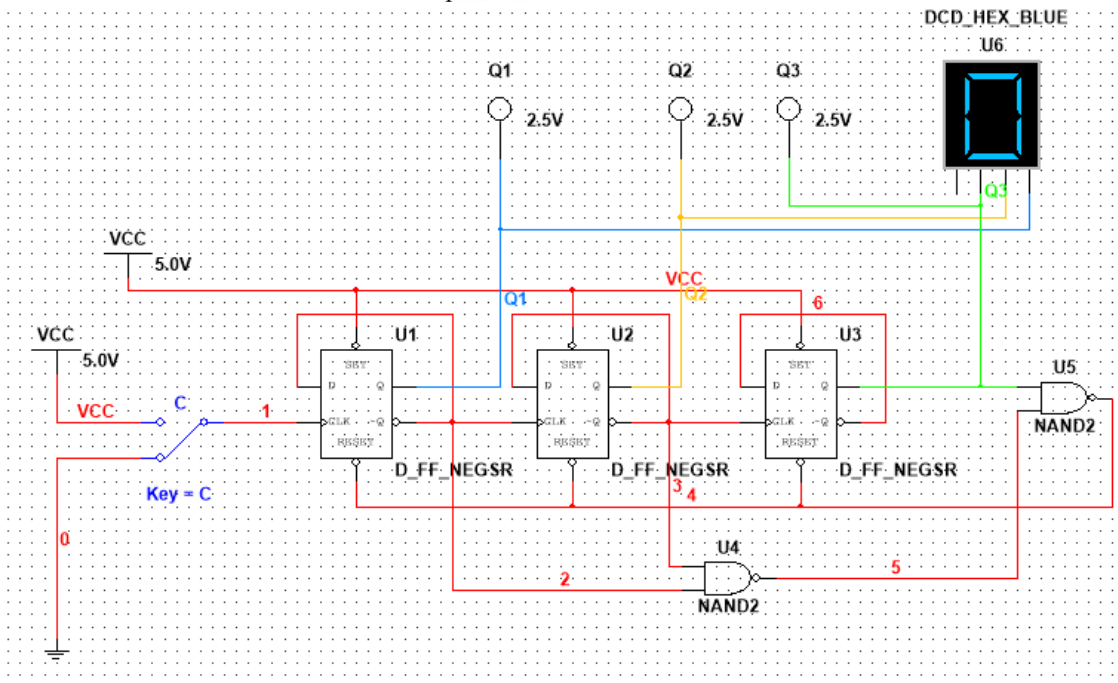 DCD_HEX_BLUE
U6
Q1
Q2
Q3
2.5V
2.5V
2.5V
Q3
VCC
5.0V
VCC
Q1
Q2
6
VCC
5.0V
U1
U2
U3
U5
SET
SET
SET
D
Q
D
Q
D
Q
VCC
C
1
CLK
~Q
CLK
~Q
CLK
~Q
NAND2
RESET
RESET
RESET
D_FF_NEGSR
D_FF_NEGSR
D_FF_NEGSR
Key = C
3
4
0
U4
5
2
NAND2